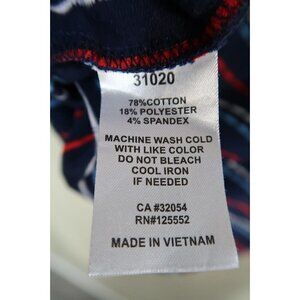 31020
78%COTTON
18% POLYESTER
4% SPANDEX
MACHINE WASH COLD
WITH LIKE COLOR
DO NOT BLEACH
COOL IRON
IF NEEDED
CA #32054
RN#125552
MADE IN VIETNAM